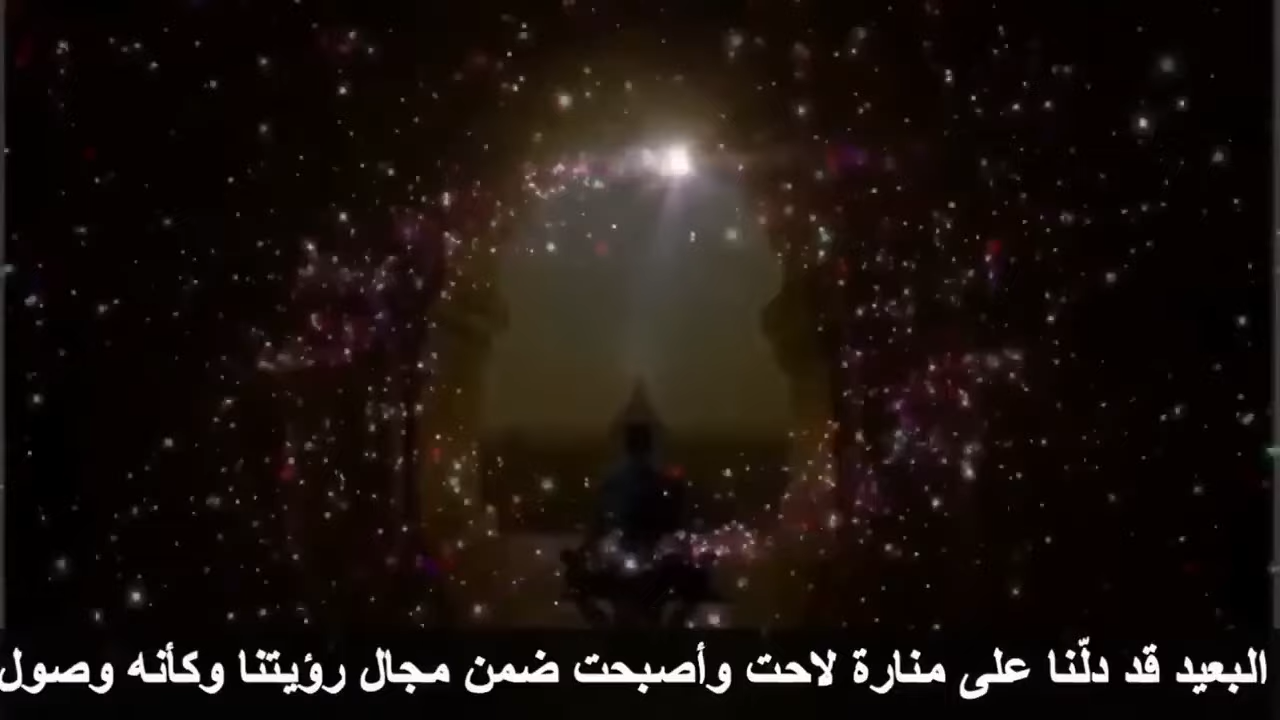 البعيد قد دلّنا على منارة لاحت وأصبحت ضمن مجال رؤيتنا وكأنه وصول